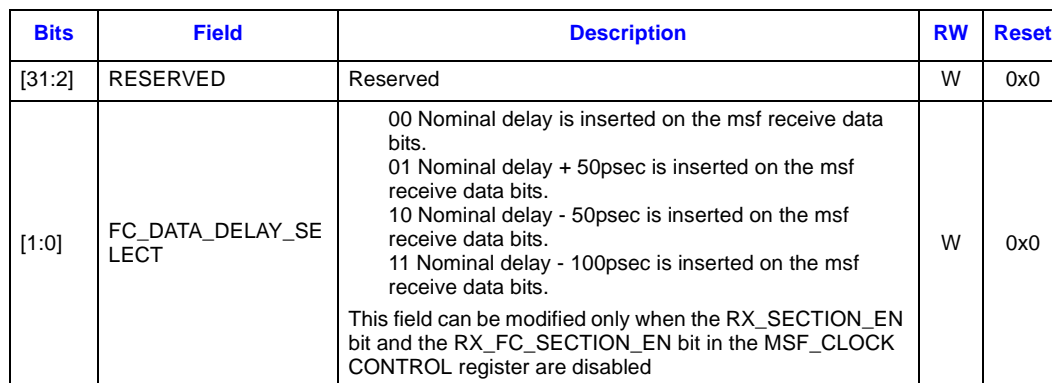 Bits Field Description RW Reset
[31:2] RESERVED Reserved W 0x0
00 Nominal delay is inserted on the msf receive data
bits.
01 Nominal delay + 50psec is inserted on the msf
receive data bits.
10 Nominal delay - 50psec is inserted on the msf
receive data bits.
11 Nominal delay - 100psec is inserted on the msf
receive data bits.
[1:0] FC_DATA_DELAY_SE
LECT
W 0x0
This field can be modified only when the RX_SECTION_EN
bit and the RX_FC_SECTION_EN bit in the MSF_CLOCK
CONTROL register are disabled